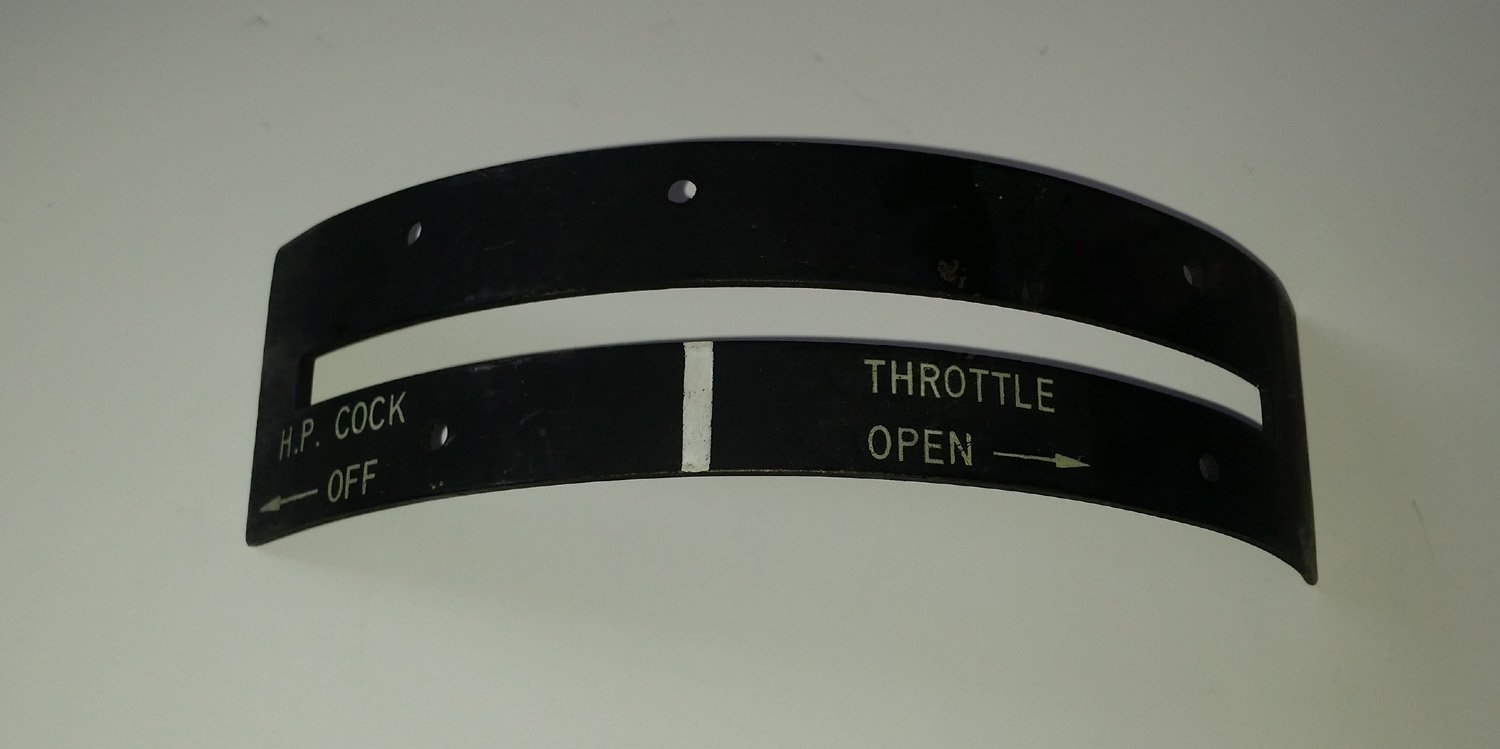 H.P. COCK
OFF
THROTTLE
OPEN